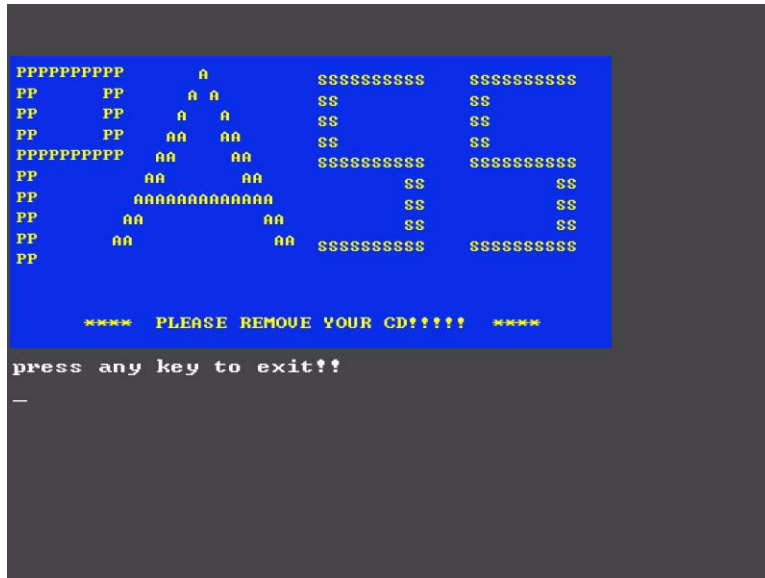 PPPPPPPPPP A SSSSSSSSSS SSSSSSSSSS
PP PP A A SS SS
PP PP A A SS SS
PP PP AA AA SS SS
PPPPPPPPPP AA AA SSSSSSSSSS SSSSSSSSSS
PP AA AA SS SS
PP AAAAAAAAAAAAA SS SS
PP AA AA SS SS
PP AA AA SSSSSSSSSS SSSSSSSSSS
PP
**** PLEASE REMOVE YOUR CD!!!!! ****
press any key to exit!!
_